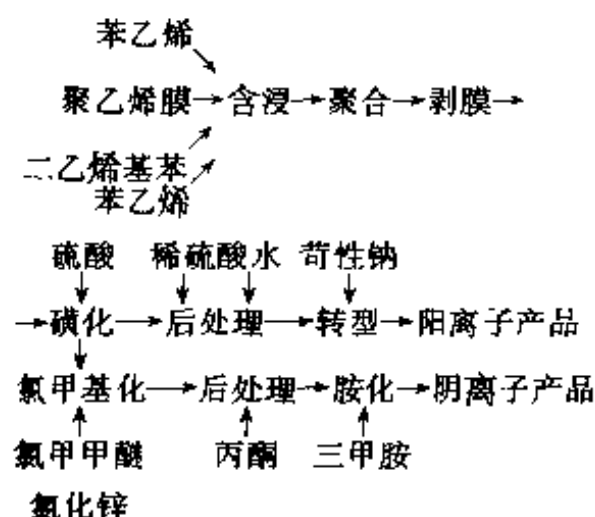 苯乙烯
聚乙烯膜→含浸→聚合→剥膜→
二乙烯基苯
苯乙烯
硫酸 稀硫酸水 苛性钠
→磺化→后处理→转型→阳离子产品
氯甲基化→后处理→胺化→阴离子产品
氯甲甲醚 丙酮 三甲胺
氯化锌